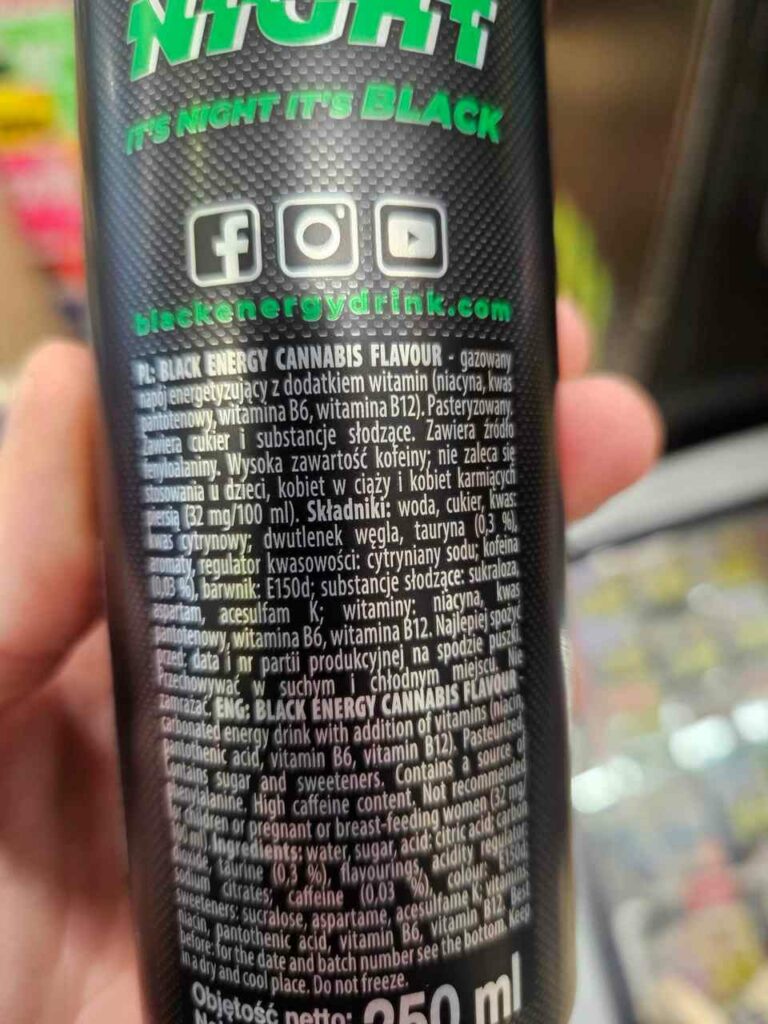 NIGHT
IT'S NIGHT IT'S BLACK
blackenergydrink.com
PL: BLACK ENERGY CANNABIS FLAVOUR - gazowany
napój energetyzujący z dodatkiem witamin (niacyna, kwas
pantotenowy, witamina B6, witamina B12). Pasteryzowany.
Zawiera cukier i substancje słodzące. Zawiera źródło
fenyloalaniny. Wysoka zawartość kofeiny; nie zaleca się
stosowania u dzieci, kobiet w ciąży i kobiet karmiących
piersią (32 mg/100 ml). Składniki: woda, cukier, kwas:
kwas cytrynowy; dwutlenek węgla, tauryna (0,3 %),
aromaty, regulator kwasowości: cytryniany sodu; kofeina
(0,03 %), barwnik: E150d; substancje słodzące: sukraloza,
aspartam, acesulfam K; witaminy: niacyna, kwas
pantotenowy, witamina B6, witamina B12. Najlepiej spożyć
przed: data i nr partii produkcyjnej na spodzie puszki.
Przechowywać w suchym i chłodnym miejscu. Nie
zamrażać. ENG: BLACK ENERGY CANNABIS FLAVOUR -
carbonated energy drink with addition of vitamins (niacin,
pantothenic acid, vitamin B6, vitamin B12). Pasteurized.
Contains sugar and sweeteners. Contains a source of
phenylalanine. High caffeine content. Not recommended
for children or pregnant or breast-feeding women (32 mg/
100 ml). Ingredients: water, sugar, acid: citric acid; carbon
dioxide, taurine (0,3 %), flavourings, acidity regulator:
sodium citrates; caffeine (0,03 %), colour: E150d;
sweeteners: sucralose, aspartame, acesulfame K; vitamins:
niacin, pantothenic acid, vitamin B6, vitamin B12. Best
before: for the date and batch number see the bottom. Keep
in a dry and cool place. Do not freeze.
Objętość netto: 250 ml